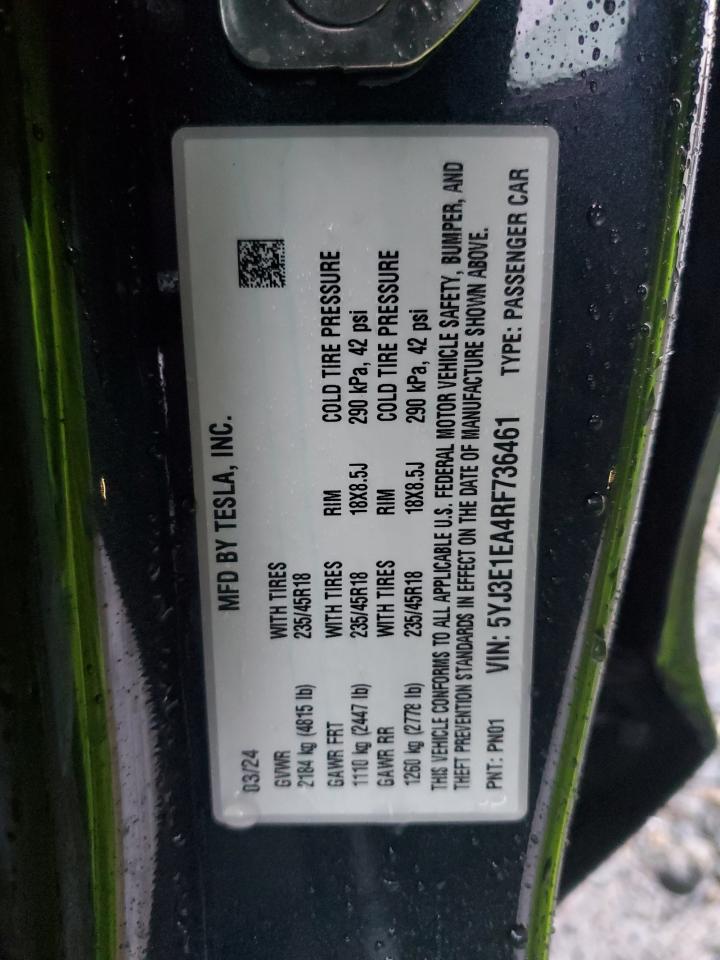 MFD BY TESLA, INC.
03/24
GVWR WITH TIRES
2184 kg (4815 lb) 235/45R18
GAWR FRT WITH TIRES RIM COLD TIRE PRESSURE
1110 kg (2447 lb) 235/45R18 18X8.5J 290 kPa, 42 psi
GAWR RR WITH TIRES RIM COLD TIRE PRESSURE
1260 kg (2778 lb) 235/45R18 18X8.5J 290 kPa, 42 psi
THIS VEHICLE CONFORMS TO ALL APPLICABLE U.S. FEDERAL MOTOR VEHICLE SAFETY, BUMPER, AND
THEFT PREVENTION STANDARDS IN EFFECT ON THE DATE OF MANUFACTURE SHOWN ABOVE.
PNT: PN01 VIN: 5YJ3E1EA4RF736461 TYPE: PASSENGER CAR